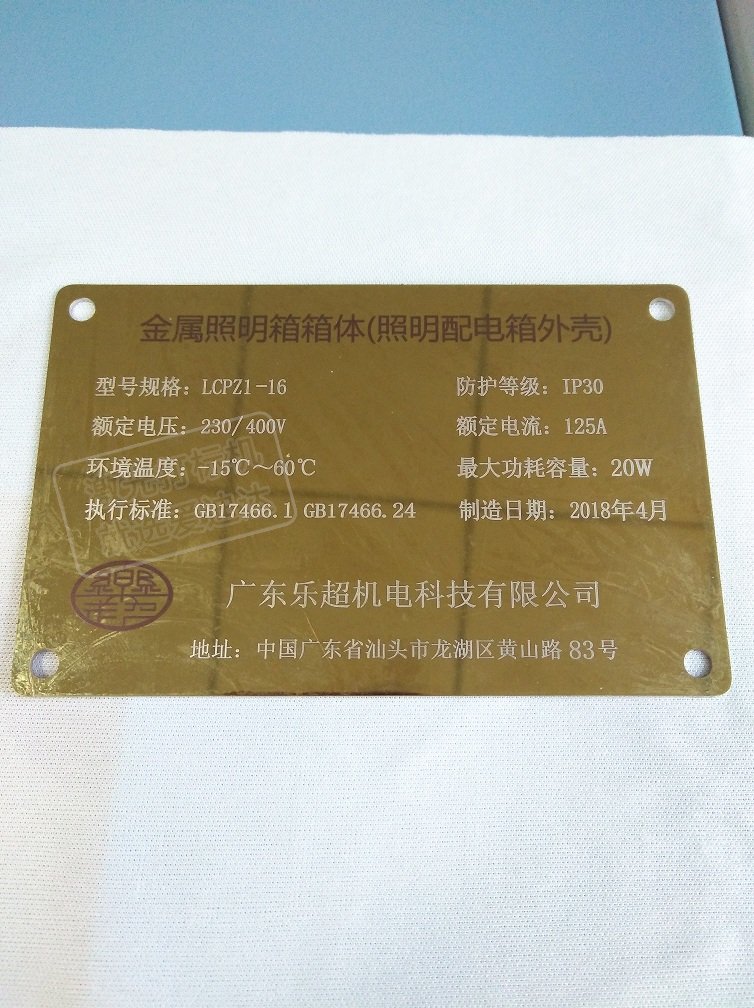 金属照明箱箱体(照明配电箱外壳)
型号规格：LCPZ1-16 防护等级：IP30
额定电压：230/400V 额定电流：125A
环境温度：-15℃～60℃ 最大功耗容量：20W
执行标准：GB17466.1 GB17466.24 制造日期：2018年4月
广东乐超机电科技有限公司
地址：中国广东省汕头市龙湖区黄山路83号